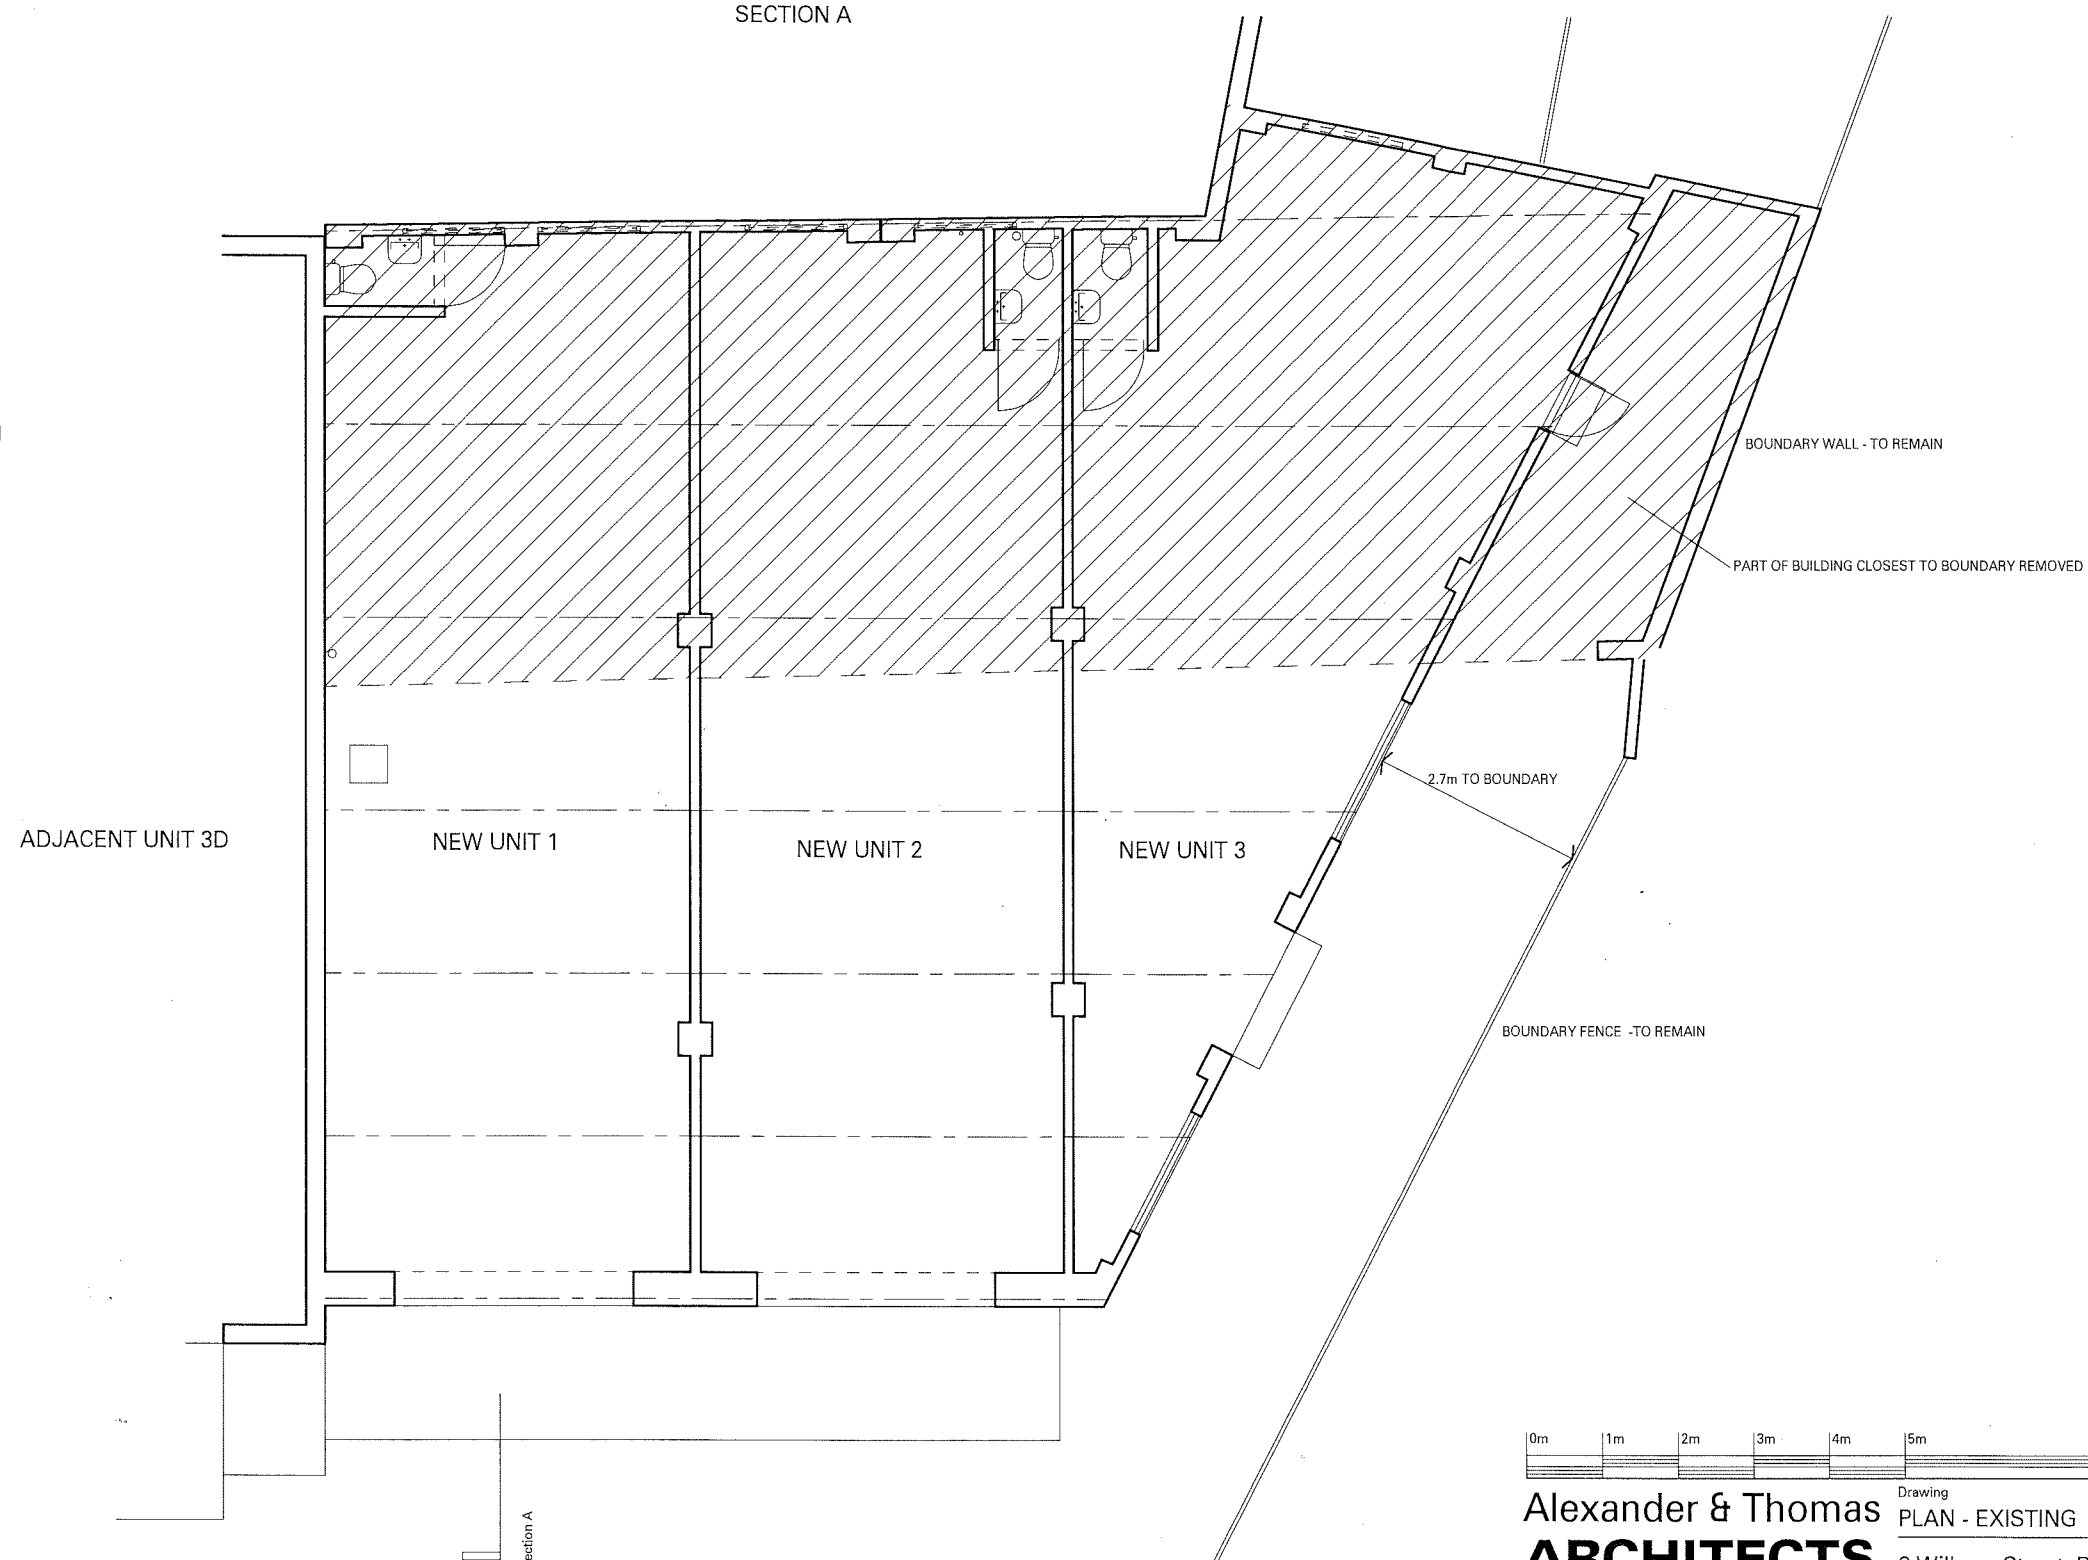 SECTION A
BOUNDARY WALL - TO REMAIN
PART OF BUILDING CLOSEST TO BOUNDARY REMOVED
2.7m TO BOUNDARY
ADJACENT UNIT 3D
NEW UNIT 1
NEW UNIT 2
NEW UNIT 3
BOUNDARY FENCE -TO REMAIN
0m 1m 2m 3m 4m 5m
Alexander & Thomas
ARCHITECTS
Drawing
PLAN - EXISTING
ection A